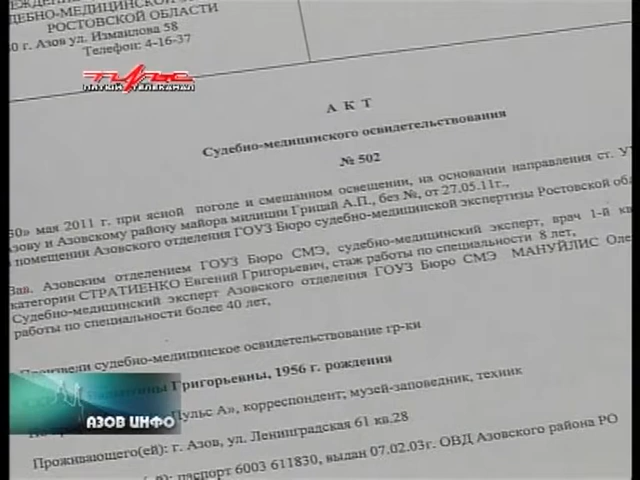 РОСТОВСКОЙ ОБЛАСТИ
г. Азов ул. Измаилова 58
Телефон: 4-16-37
ПУЛЬС
ПЯТЫЙ ТЕЛЕКАНАЛ
А К Т
Судебно-медицинского освидетельствования
№ 502
мая 2011 г. при ясной погоде и смешанном освещении, на основании направления ст.
Азову и Азовскому району майора милиции Грицай А.П., без №, от 27.05.11г.,
помещении Азовского отделения ГОУЗ Бюро судебно-медицинской экспертизы Ростовской
Зав. Азовским отделением ГОУЗ Бюро СМЭ, судебно-медицинский эксперт, врач 1-й
категории СТРАТИЕНКО Евгений Григорьевич, стаж работы по специальности 8 лет,
Судебно-медицинский эксперт Азовского отделения ГОУЗ Бюро СМЭ МАНУЙЛИС
работы по специальности более 40 лет,
судебно-медицинское освидетельствование гр-ки
Григорьевны, 1956 г. рождения
Пульс А», корреспондент, музей-заповедник, техник
АЗОВ ИНФО
Проживающего(ей): г. Азов, ул. Ленинградская 61 кв.28
паспорт 6003 611830, выдан 07.02.03г. ОВД Азовского района РО